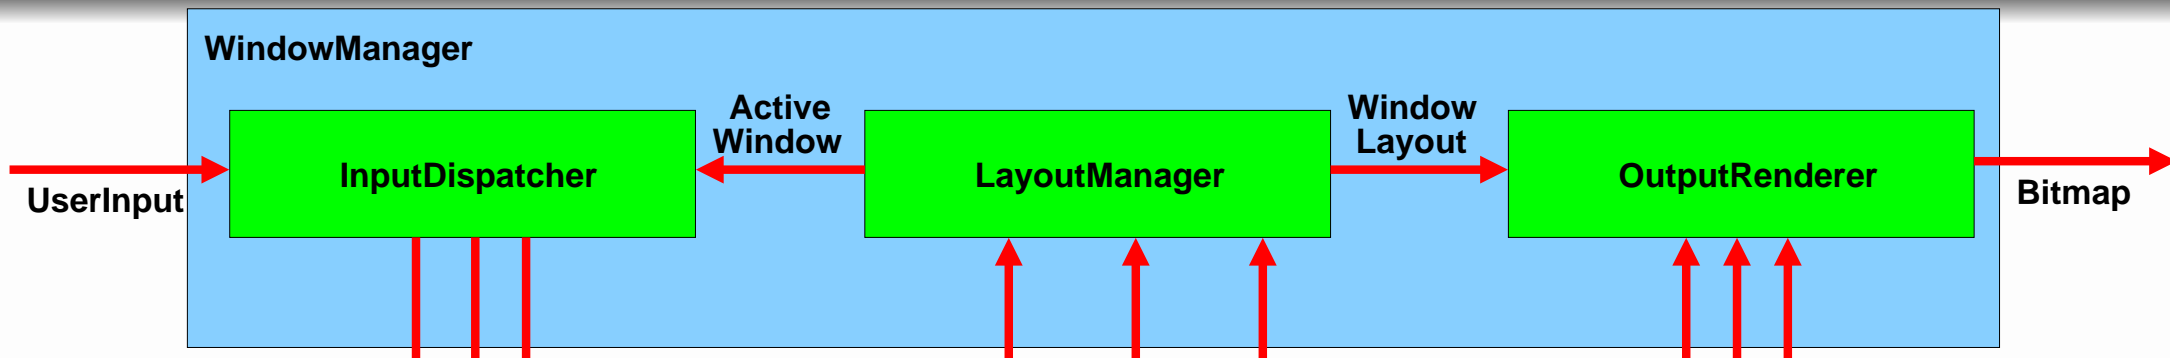 WindowManager
Active
Window
Window
Layout
InputDispatcher
LayoutManager
OutputRenderer
UserInput
Bitmap